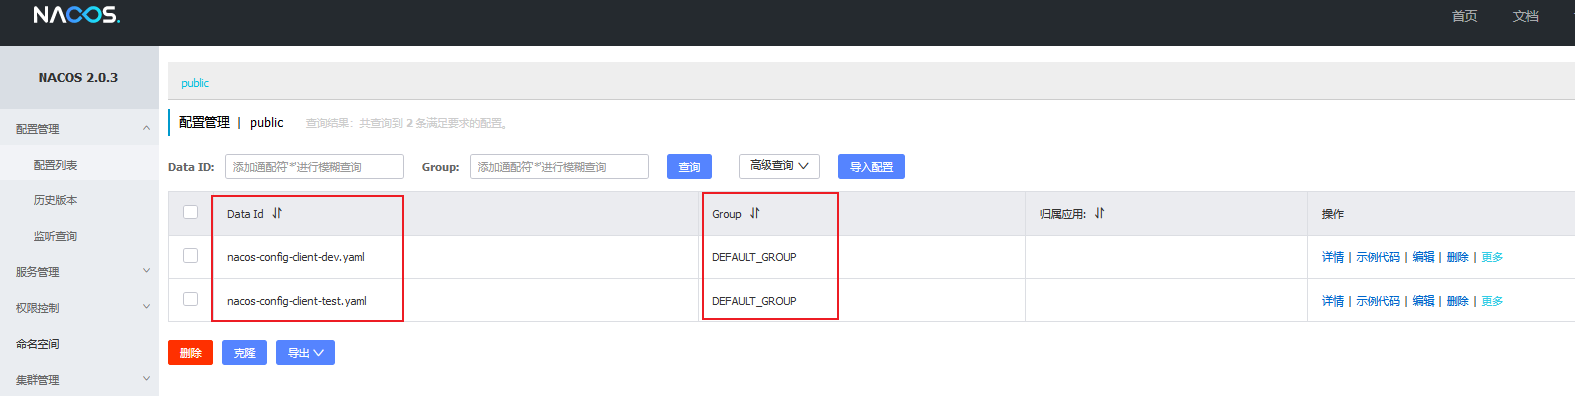 NACOS.
首页 文档
NACOS 2.0.3
public
配置管理
配置管理 | public 查询结果：共查询到 2 条满足要求的配置。
配置列表
Data ID: 添加通配符'*'进行模糊查询 Group: 添加通配符'*'进行模糊查询 查询 高级查询 导入配置
历史版本
Data Id Group 归属应用: 操作
监听查询
nacos-config-client-dev.yaml DEFAULT_GROUP 详情 | 示例代码 | 编辑 | 删除 | 更多
服务管理
nacos-config-client-test.yaml DEFAULT_GROUP 详情 | 示例代码 | 编辑 | 删除 | 更多
权限控制
命名空间
删除 克隆 导出
集群管理